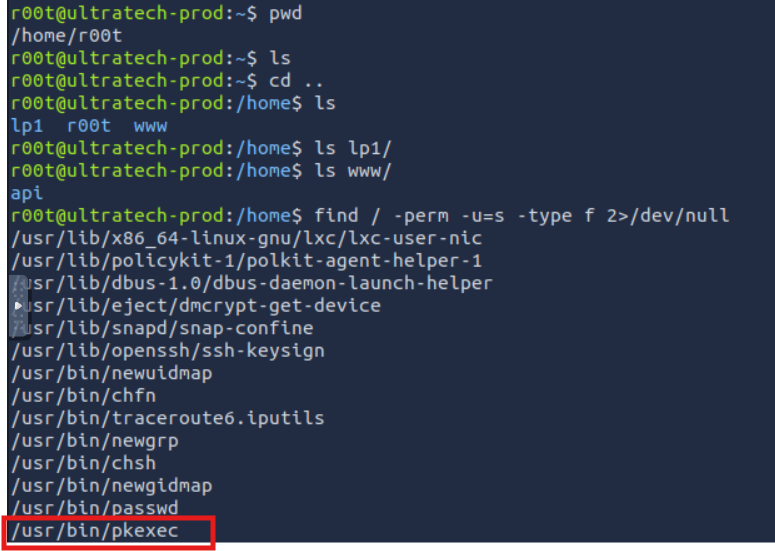 r00t@ultratech-prod:~$ pwd
/home/r00t
r00t@ultratech-prod:~$ ls
r00t@ultratech-prod:~$ cd ..
r00t@ultratech-prod:/home$ ls
lp1  r00t  www
r00t@ultratech-prod:/home$ ls lp1/
r00t@ultratech-prod:/home$ ls www/
api
r00t@ultratech-prod:/home$ find / -perm -u=s -type f 2>/dev/null
/usr/lib/x86_64-linux-gnu/lxc/lxc-user-nic
/usr/lib/policykit-1/polkit-agent-helper-1
/usr/lib/dbus-1.0/dbus-daemon-launch-helper
/usr/lib/eject/dmcrypt-get-device
/usr/lib/snapd/snap-confine
/usr/lib/openssh/ssh-keysign
/usr/bin/newuidmap
/usr/bin/chfn
/usr/bin/traceroute6.iputils
/usr/bin/newgrp
/usr/bin/chsh
/usr/bin/newgidmap
/usr/bin/passwd
/usr/bin/pkexec